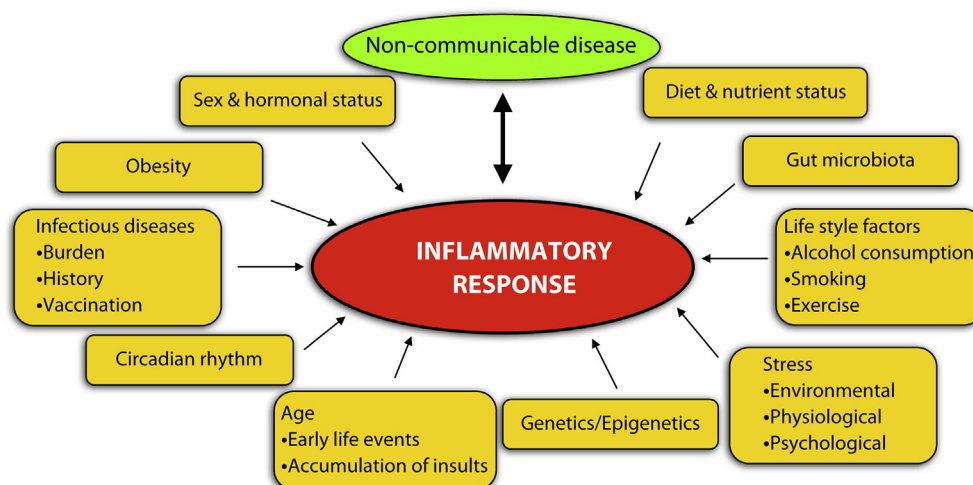 Non-communicable disease
Sex & hormonal status
Diet & nutrient status
Obesity
Gut microbiota
Infectious diseases
•Burden
•History
•Vaccination
INFLAMMATORY
RESPONSE
Life style factors
•Alcohol consumption
•Smoking
•Exercise
Circadian rhythm
Age
•Early life events
•Accumulation of insults
Genetics/Epigenetics
Stress
•Environmental
•Physiological
•Psychological